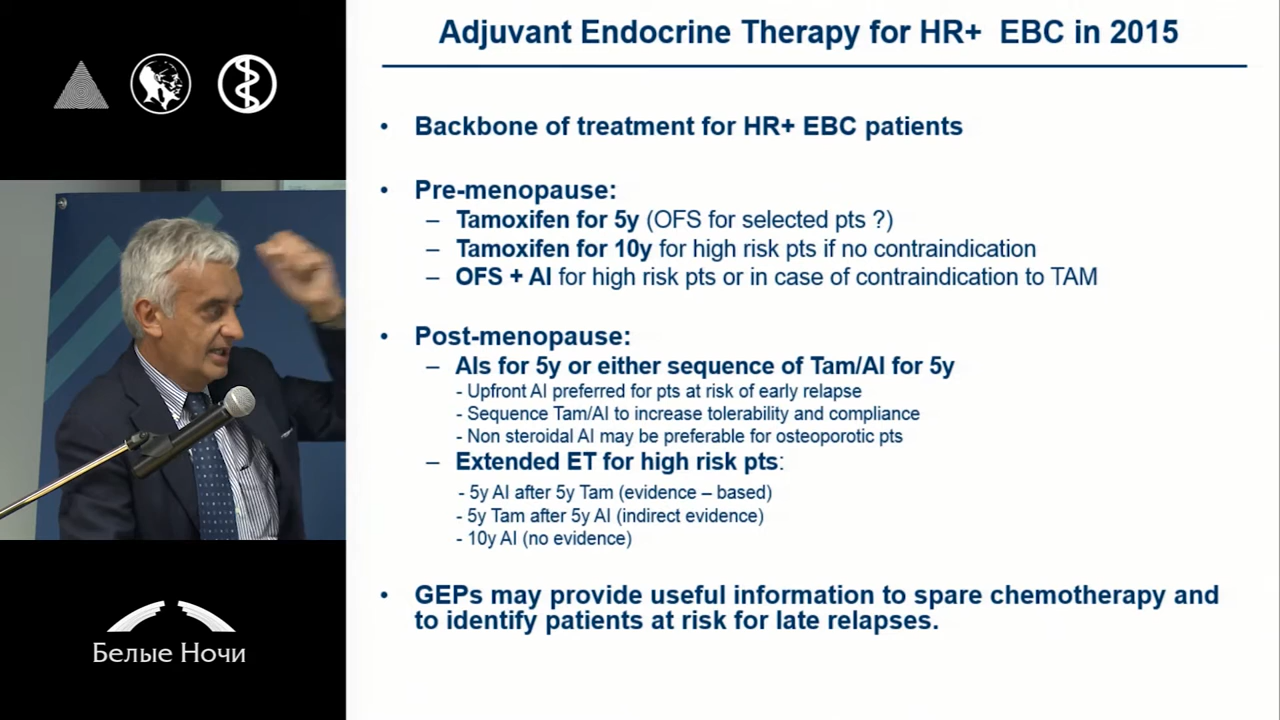 Adjuvant Endocrine Therapy for HR+ EBC in 2015
• Backbone of treatment for HR+ EBC patients
• Pre-menopause:
– Tamoxifen for 5y (OFS for selected pts ?)
– Tamoxifen for 10y for high risk pts if no contraindication
– OFS + AI for high risk pts or in case of contraindication to TAM
• Post-menopause:
– AIs for 5y or either sequence of Tam/AI for 5y
- Upfront AI preferred for pts at risk of early relapse
- Sequence Tam/AI to increase tolerability and compliance
- Non steroidal AI may be preferable for osteoporotic pts
– Extended ET for high risk pts:
- 5y AI after 5y Tam (evidence – based)
- 5y Tam after 5y AI (indirect evidence)
- 10y AI (no evidence)
• GEPs may provide useful information to spare chemotherapy and
to identify patients at risk for late relapses.
Белые Ночи